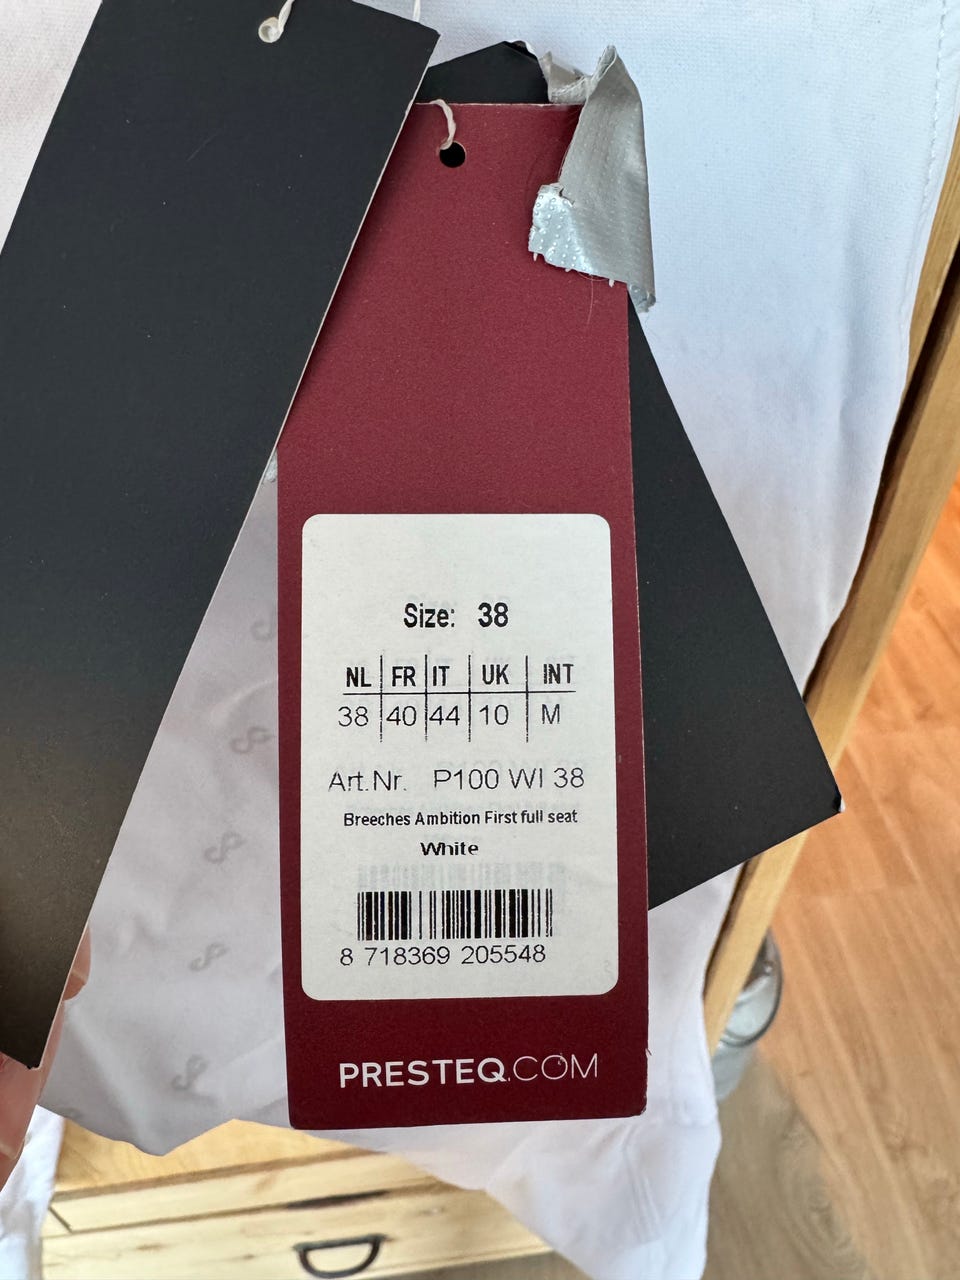 Size: 38
NL FR IT UK INT
38 40 44 10 M
Art.Nr. P100 WI 38
Breeches Ambition First full seat
White
8 718369 205548
PRESTEQ.COM